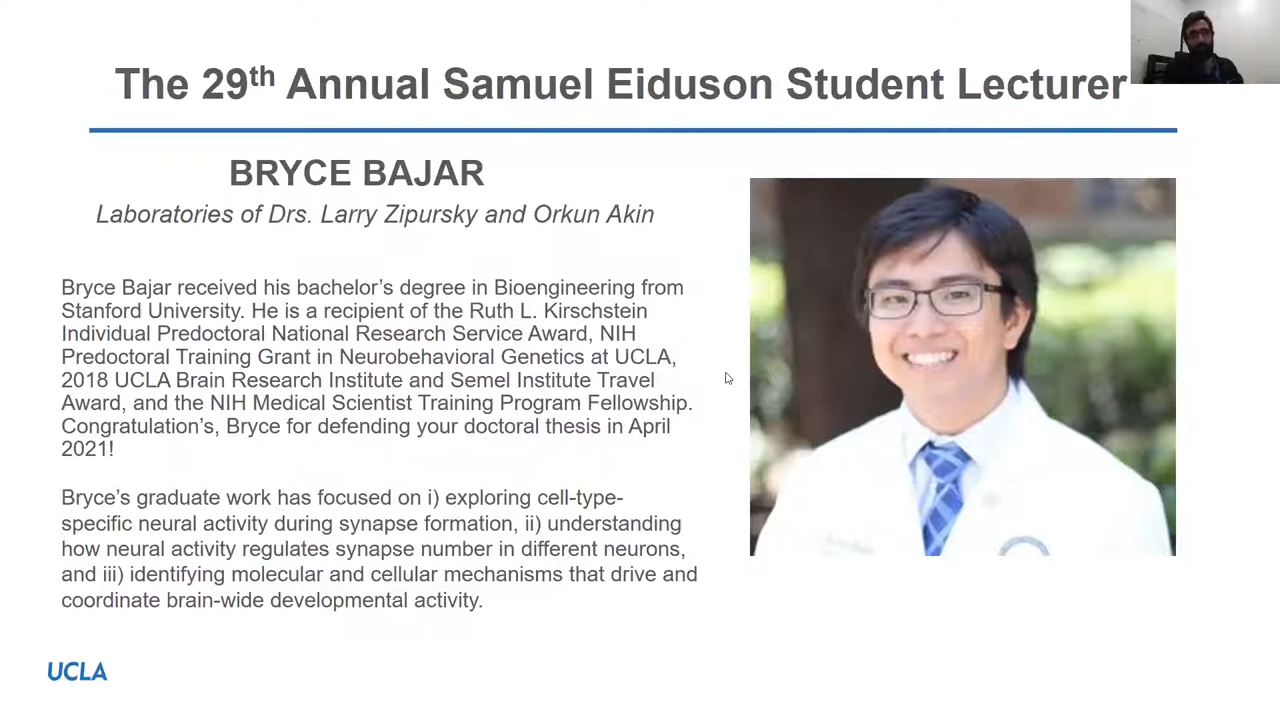 The 29th Annual Samuel Eiduson Student Lecturer
BRYCE BAJAR
Laboratories of Drs. Larry Zipursky and Orkun Akin
Bryce Bajar received his bachelor’s degree in Bioengineering from
Stanford University. He is a recipient of the Ruth L. Kirschstein
Individual Predoctoral National Research Service Award, NIH
Predoctoral Training Grant in Neurobehavioral Genetics at UCLA,
2018 UCLA Brain Research Institute and Semel Institute Travel
Award, and the NIH Medical Scientist Training Program Fellowship.
Congratulation’s, Bryce for defending your doctoral thesis in April
2021!
Bryce’s graduate work has focused on i) exploring cell-type-
specific neural activity during synapse formation, ii) understanding
how neural activity regulates synapse number in different neurons,
and iii) identifying molecular and cellular mechanisms that drive and
coordinate brain-wide developmental activity.
UCLA